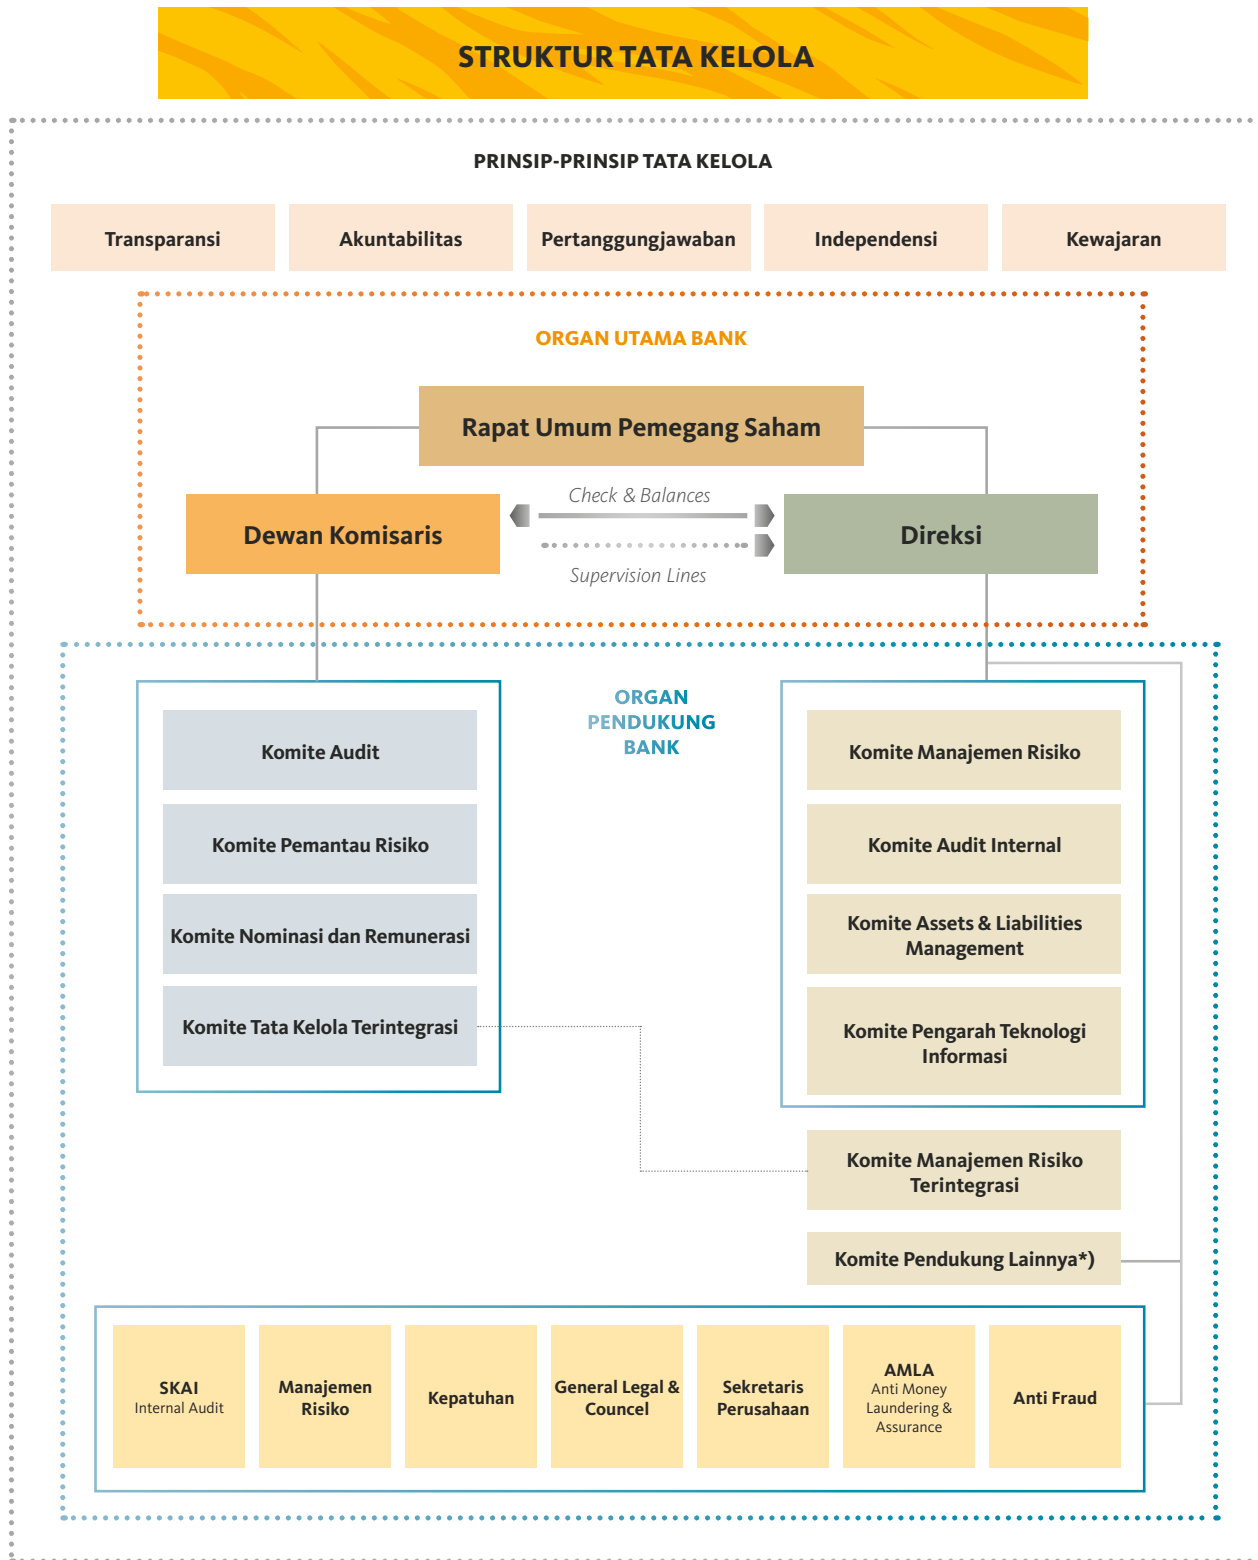 STRUKTUR TATA KELOLA
PRINSIP-PRINSIP TATA KELOLA
Transparansi
Akuntabilitas
Pertanggungjawaban
Independensi
Kewajaran
ORGAN UTAMA BANK
Rapat Umum Pemegang Saham
Check & Balances
Dewan Komisaris
Direksi
Supervision Lines
ORGAN
PENDUKUNG
BANK
Komite Audit
Komite Pemantau Risiko
Komite Nominasi dan Remunerasi
Komite Tata Kelola Terintegrasi
Komite Manajemen Risiko
Komite Audit Internal
Komite Assets & Liabilities
Management
Komite Pengarah Teknologi
Informasi
Komite Manajemen Risiko
Terintegrasi
Komite Pendukung Lainnya*)
SKAI
Internal Audit
Manajemen
Risiko
Kepatuhan
General Legal &
Councel
Sekretaris
Perusahaan
AMLA
Anti Money
Laundering &
Assurance
Anti Fraud